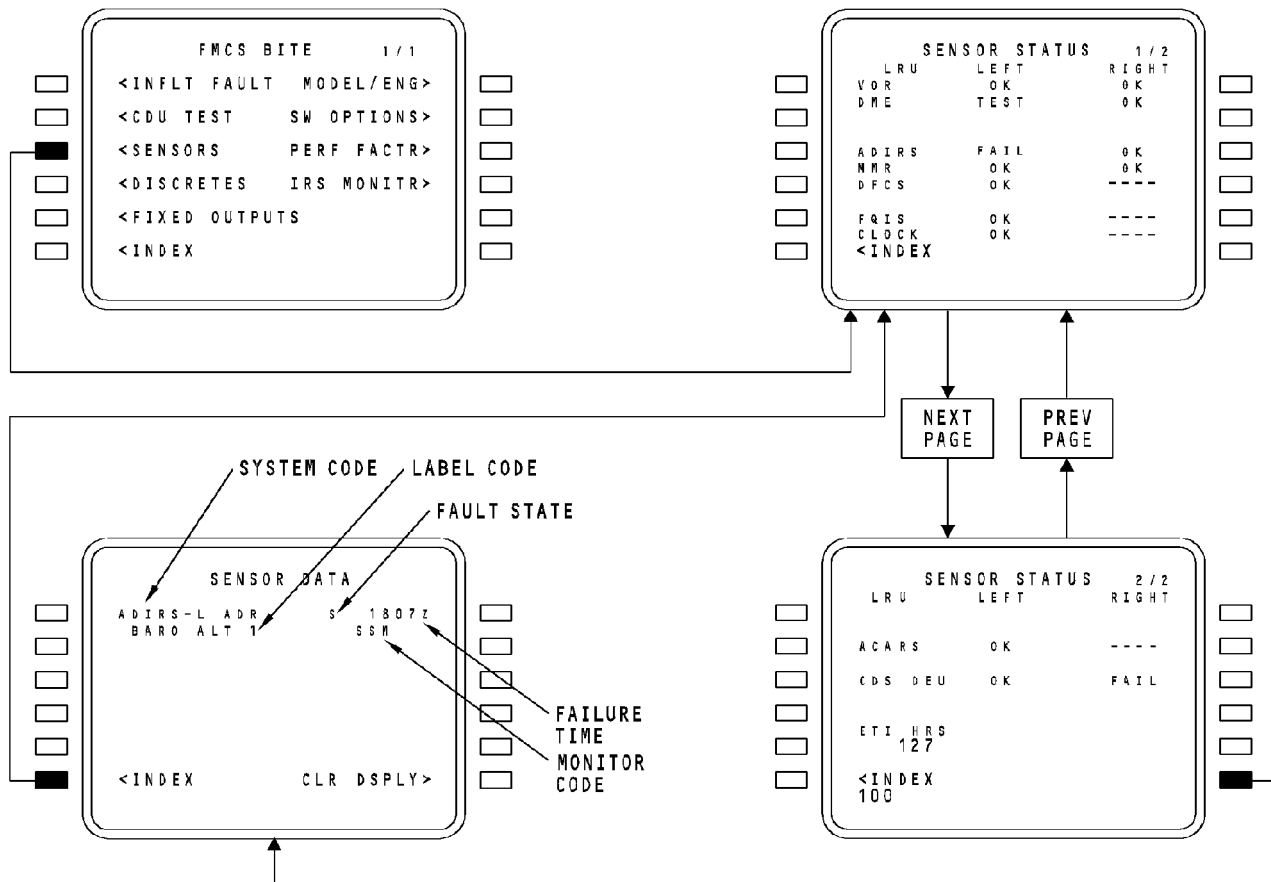 FMCS BITE 1/1
<INFLT FAULT MODEL/ENG>
<CDU TEST SW OPTIONS>
<SENSORS PERF FACTR>
<DISCRETES IRS MONITR>
<FIXED OUTPUTS
<INDEX
SENSOR STATUS 1/2
LRU LEFT RIGHT
VOR OK OK
DME TEST OK
ADIRS FAIL OK
MMR OK OK
DFCS OK ----
FQIS OK ----
CLOCK OK ----
<INDEX
NEXT
PAGE
PREV
PAGE
SYSTEM CODE
LABEL CODE
FAULT STATE
SENSOR DATA
ADIRS-L ADR S 1807Z
BARO ALT 1 SSM
<INDEX CLR DSPLY>
FAILURE
TIME
MONITOR
CODE
SENSOR STATUS 2/2
LRU LEFT RIGHT
ACARS OK ----
CDS DEU OK FAIL
ETI HRS
127
<INDEX
100